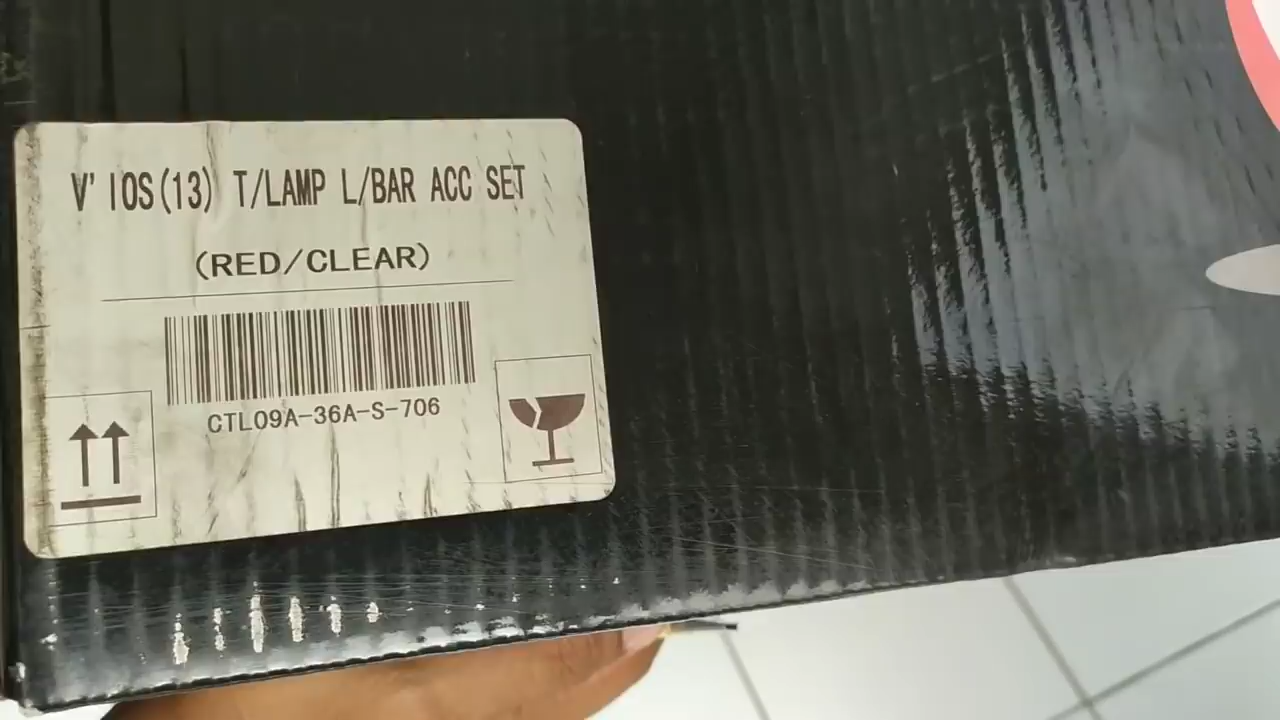 V'IOS(13) T/LAMP L/BAR ACC SET
(RED/CLEAR)
CTL09A-36A-S-706